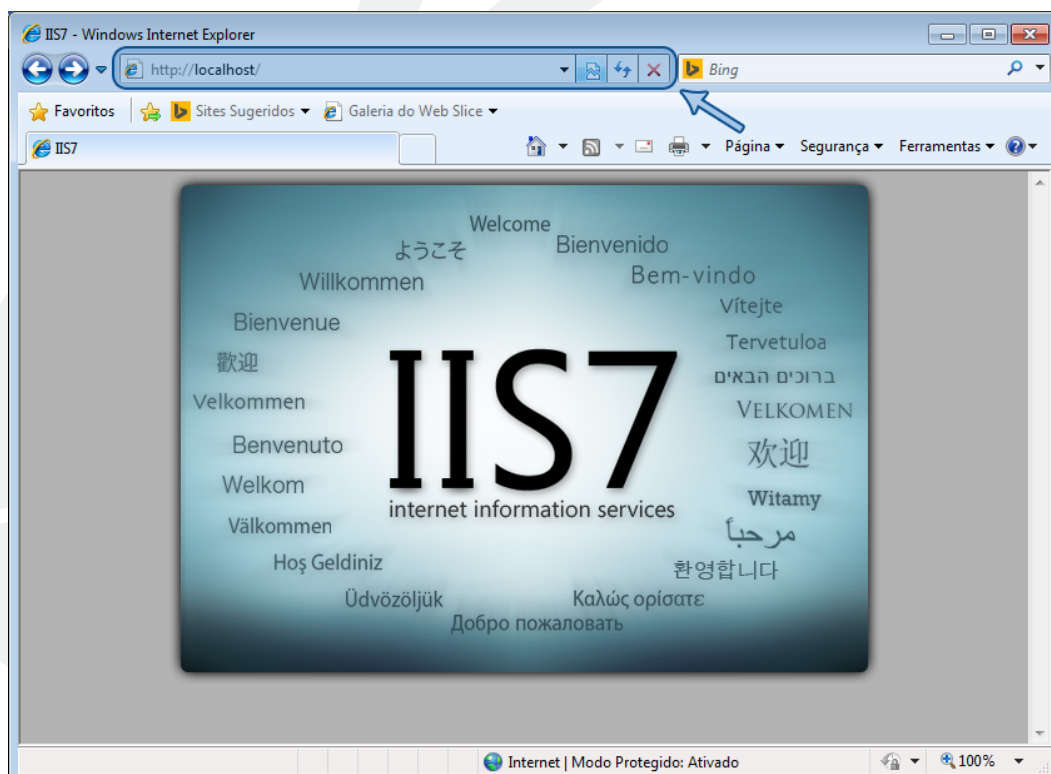 IIS7 - Windows Internet Explorer
http://localhost/
Bing
Favoritos
Sites Sugeridos
Galeria do Web Slice
IIS7
Página
Segurança
Ferramentas
Welcome
ようこそ
Bienvenido
Willkommen
Bem-vindo
Vítejte
Bienvenue
Tervetuloa
歡迎
ברוכים הבאים
Velkommen
VELKOMEN
Benvenuto
欢迎
Welkom
Witamy
IIS7
internet information services
Välkommen
مرحباً
Hoş Geldiniz
환영합니다
Üdvözöljük
Καλώς ορίσατε
Добро пожаловать
Internet | Modo Protegido: Ativado
100%